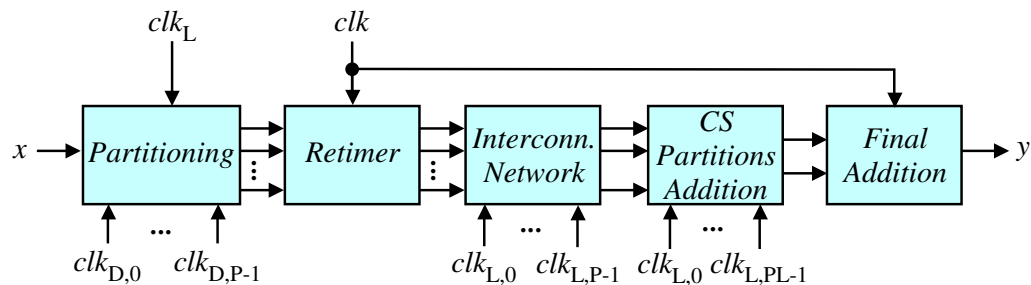 clk_L
clk
x
Partitioning
Retimer
Interconn.
Network
CS
Partitions
Addition
Final
Addition
y
clk_D,0
...
clk_D,P-1
clk_L,0
...
clk_L,P-1
clk_L,0
...
clk_L,PL-1